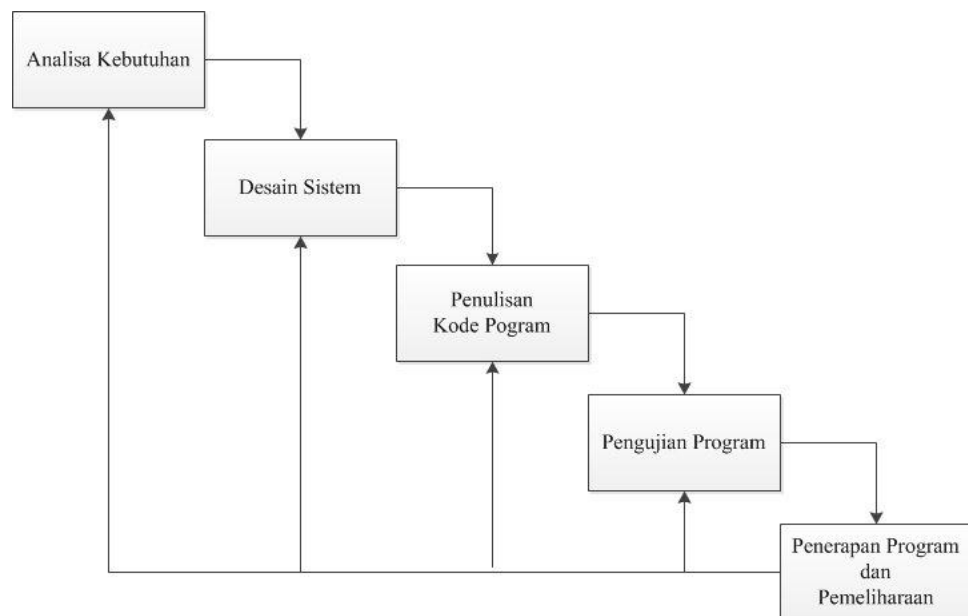 Analisa Kebutuhan
Desain Sistem
Penulisan
Kode Pogram
Pengujian Program
Penerapan Program
dan
Pemeliharaan